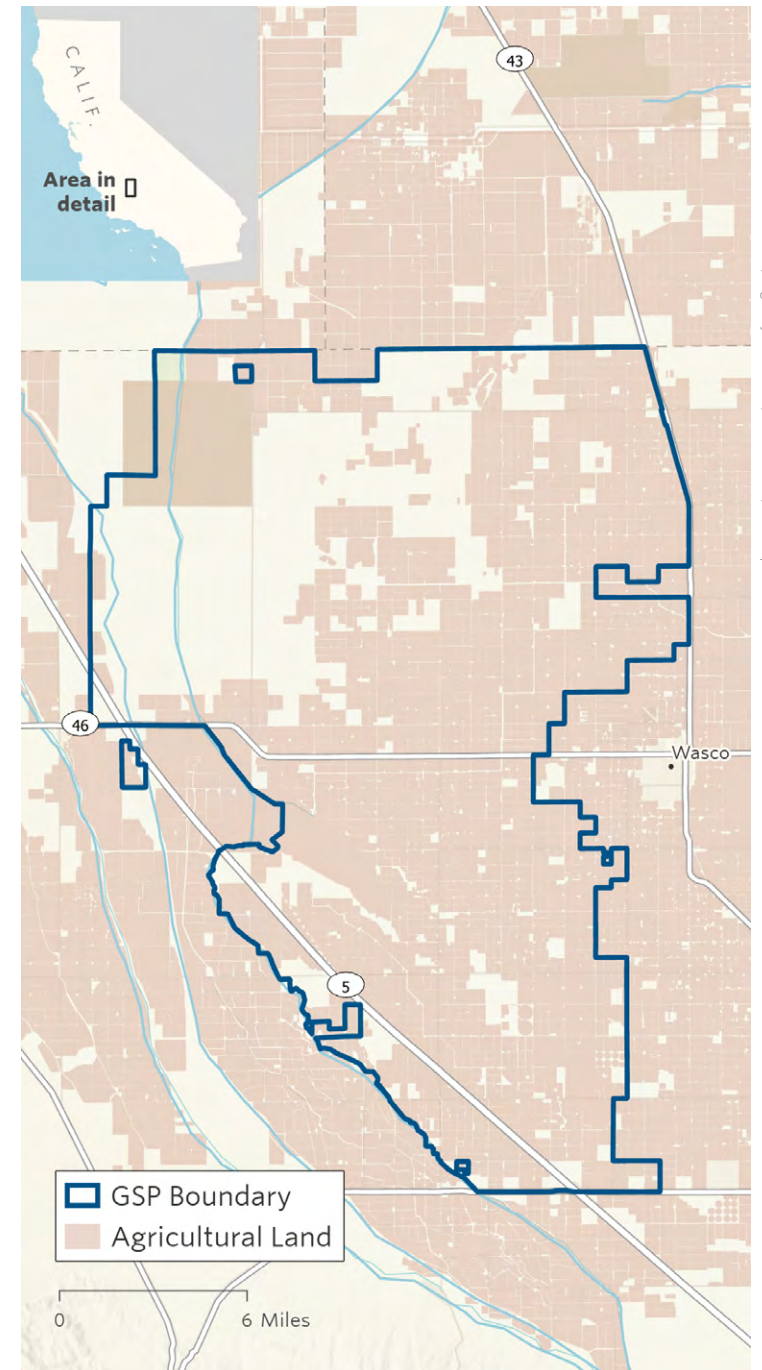 CALIF.
Area in
detail
43
46
Wasco
5
GSP Boundary
Agricultural Land
0 6 Miles